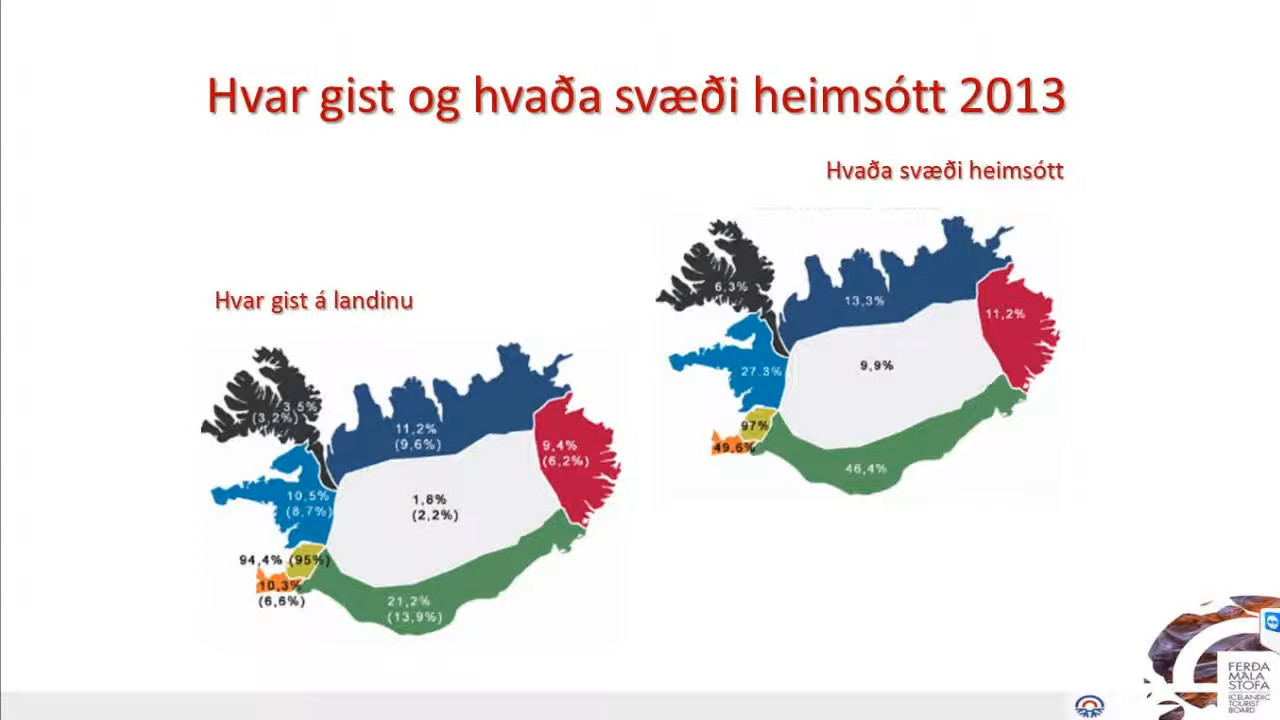 Hvar gist og hvaða svæði heimsótt 2013
Hvaða svæði heimsótt
6,3%
13,3%
11,2%
27.3%
9,9%
97%
49,6%
46,4%
Hvar gist á landinu
3,5%
(3,2%)
11,2%
(9,6%)
9,4%
(6,2%)
10,5%
(8,7%)
1,8%
(2,2%)
94,4% (95%)
10,3%
(6,6%)
21,2%
(13,9%)
FERÐA
MÁLA
STOFA
ICELANDIC
TOURIST
BOARD